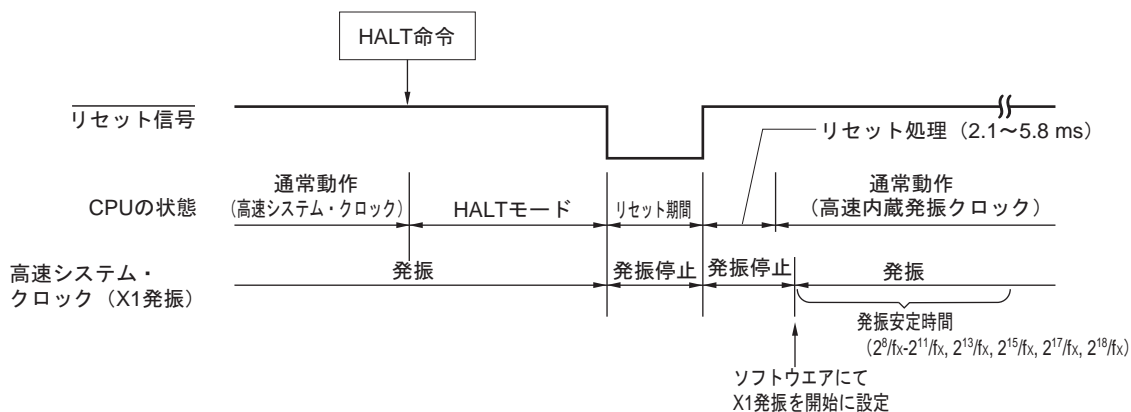 HALT命令
リセット信号
リセット処理（2.1～5.8 ms）
CPUの状態
通常動作
（高速システム・クロック）
HALTモード
リセット期間
通常動作
（高速内蔵発振クロック）
高速システム・
クロック（X1発振）
発振
発振停止
発振停止
発振
発振安定時間
（2⁸/fx-2¹¹/fx, 2¹³/fx, 2¹⁵/fx, 2¹⁷/fx, 2¹⁸/fx）
ソフトウエアにて
X1発振を開始に設定